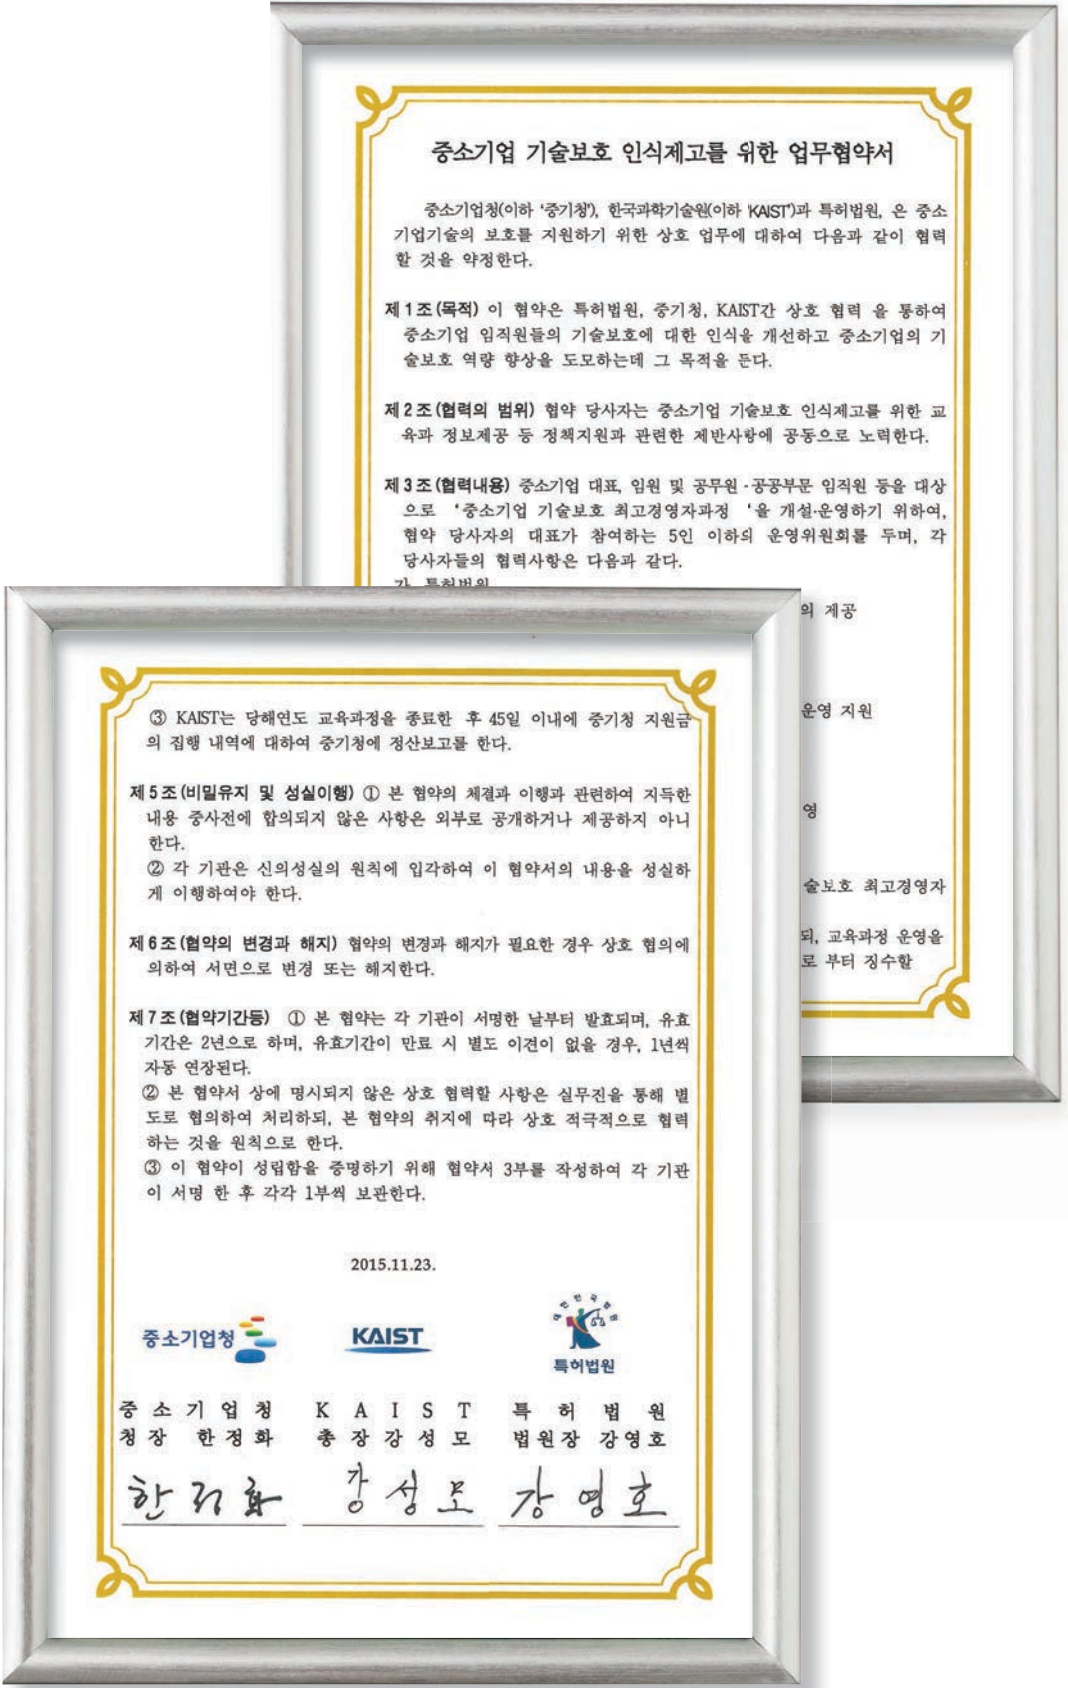 중소기업 기술보호 인식제고를 위한 업무협약서
중소기업청(이하 '중기청'), 한국과학기술원(이하 'KAIST')과 특허법원, 은 중소
기업기술의 보호를 지원하기 위한 상호 업무에 대하여 다음과 같이 협력
할 것을 약정한다.
제1조(목적) 이 협약은 특허법원, 중기청, KAIST간 상호 협력 을 통하여
중소기업 임직원들의 기술보호에 대한 인식을 개선하고 중소기업의 기
술보호 역량 향상을 도모하는데 그 목적을 둔다.
제2조(협력의 범위) 협약 당사자는 중소기업 기술보호 인식제고를 위한 교
육과 정보제공 등 정책지원과 관련한 제반사항에 공동으로 노력한다.
제3조(협력내용) 중소기업 대표, 임원 및 공무원·공공부문 임직원 등을 대상
으로 '중소기업 기술보호 최고경영자과정 '을 개설·운영하기 위하여,
협약 당사자의 대표가 참여하는 5인 이하의 운영위원회를 두며, 각
당사자들의 협력사항은 다음과 같다.
가. 특허법원
의 제공
운영 지원
영
술보호 최고경영자
되, 교육과정 운영을
로 부터 징수할
③ KAIST는 당해연도 교육과정을 종료한 후 45일 이내에 중기청 지원금
의 집행 내역에 대하여 중기청에 정산보고를 한다.
제5조(비밀유지 및 성실이행) ① 본 협약의 체결과 이행과 관련하여 지득한
내용 중사전에 합의되지 않은 사항은 외부로 공개하거나 제공하지 아니
한다.
② 각 기관은 신의성실의 원칙에 입각하여 이 협약서의 내용을 성실하
게 이행하여야 한다.
제6조(협약의 변경과 해지) 협약의 변경과 해지가 필요한 경우 상호 협의에
의하여 서면으로 변경 또는 해지한다.
제7조(협약기간등) ① 본 협약는 각 기관이 서명한 날부터 발효되며, 유효
기간은 2년으로 하며, 유효기간이 만료 시 별도 이견이 없을 경우, 1년씩
자동 연장된다.
② 본 협약서 상에 명시되지 않은 상호 협력할 사항은 실무진을 통해 별
도로 협의하여 처리하되, 본 협약의 취지에 따라 상호 적극적으로 협력
하는 것을 원칙으로 한다.
③ 이 협약이 성립함을 증명하기 위해 협약서 3부를 작성하여 각 기관
이 서명 한 후 각각 1부씩 보관한다.
2015.11.23.
중소기업청 KAIST 대한민국법원
특허법원
중 소 기 업 청 K A I S T 특 허 법 원
청 장 한 정 화 총 장 강 성 모 법원장 강영호
한정화 강성모 강영호